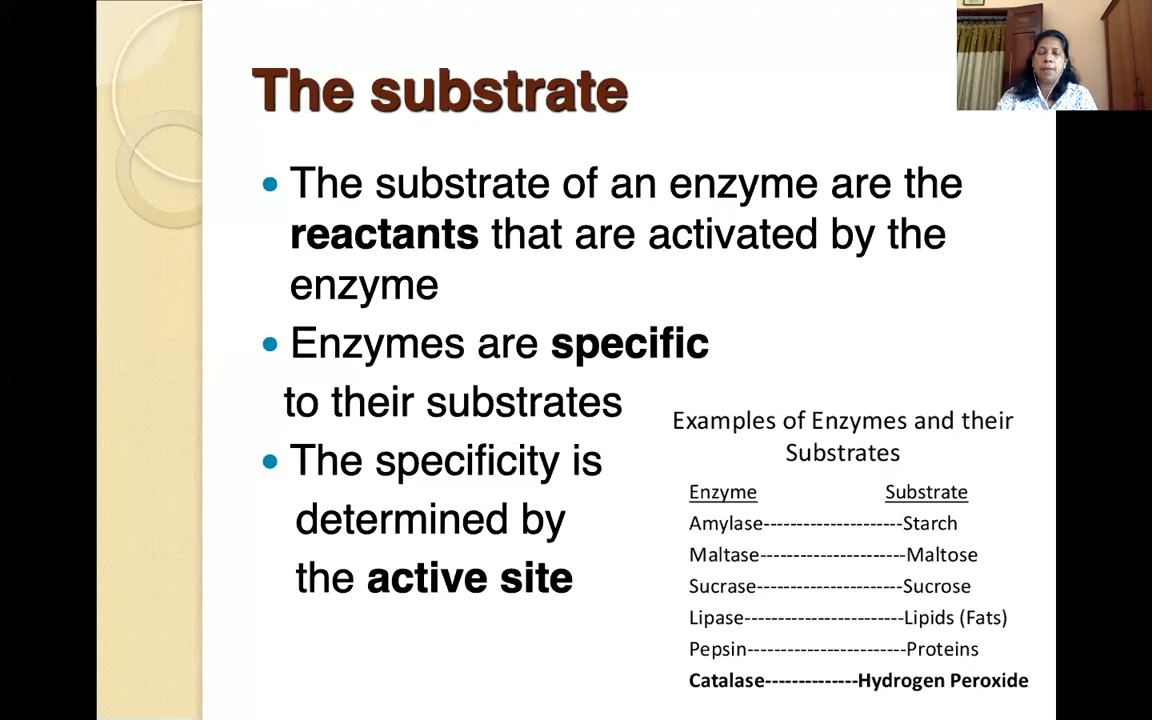 The substrate
The substrate of an enzyme are the
reactants that are activated by the
enzyme
Enzymes are specific
to their substrates
The specificity is
determined by
the active site
Examples of Enzymes and their
Substrates
Enzyme Substrate
Amylase---------------------Starch
Maltase----------------------Maltose
Sucrase----------------------Sucrose
Lipase------------------------Lipids (Fats)
Pepsin------------------------Proteins
Catalase--------------Hydrogen Peroxide